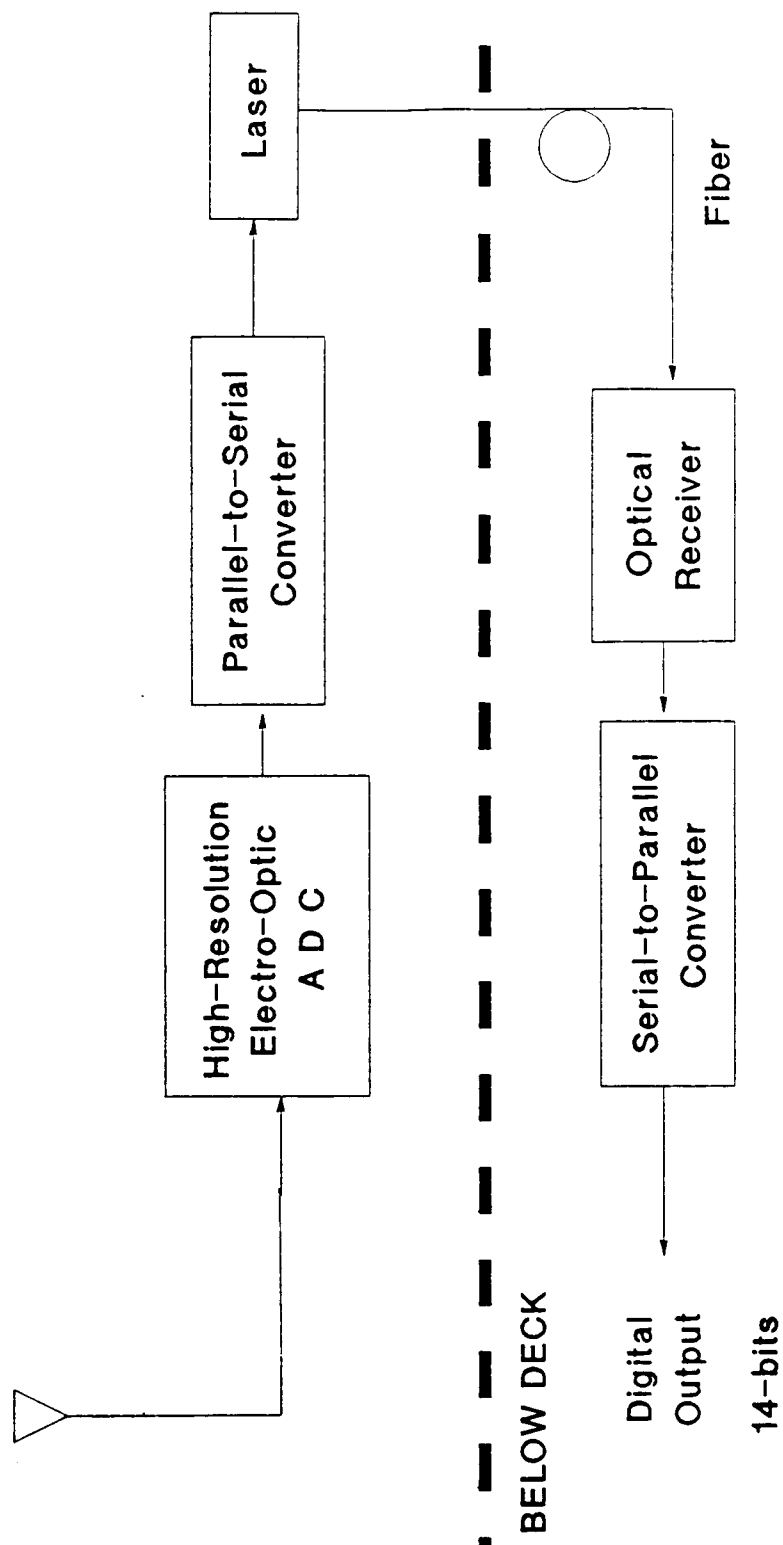 High-Resolution
Electro-Optic
A D C
Parallel-to-Serial
Converter
Laser
BELOW DECK
Digital
Output
14-bits
Serial-to-Parallel
Converter
Optical
Receiver
Fiber